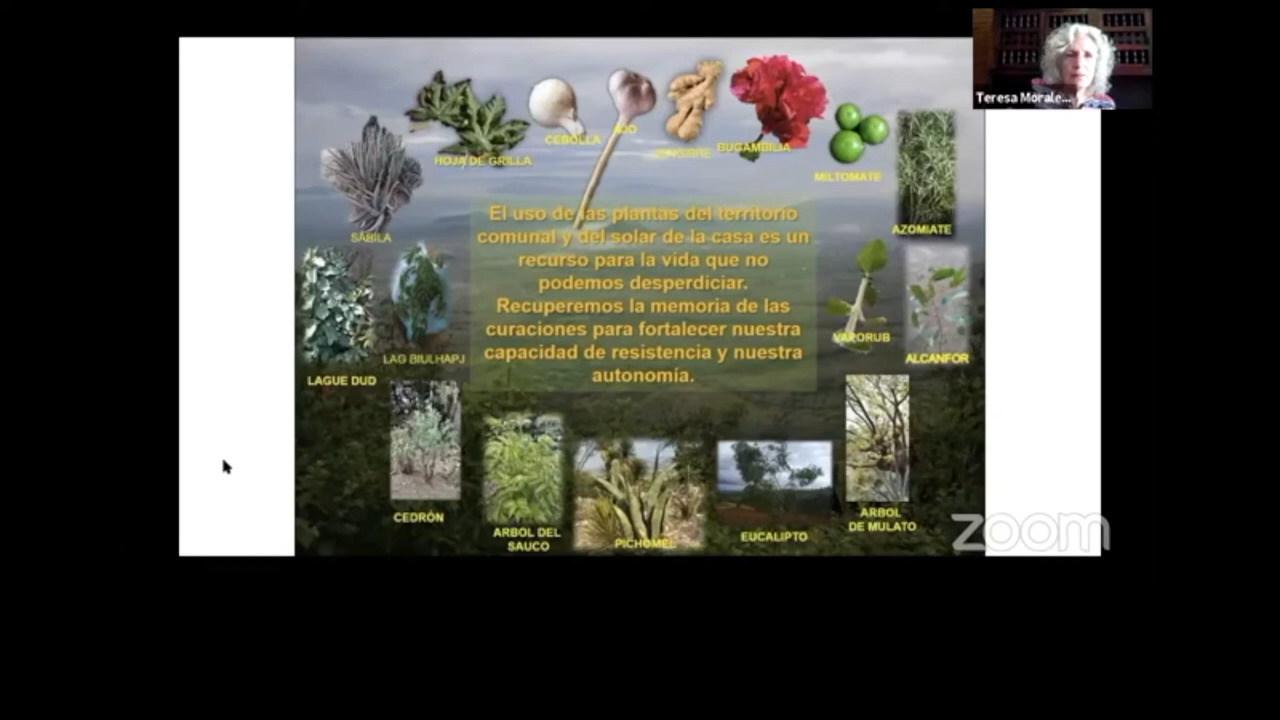 Teresa Morale...
HOJA DE GRILLA
CEBOLLA
AJO
JENGIBRE
BUGAMBILIA
MILTOMATE
AZOMIATE
SÁBILA
El uso de las plantas del territorio
comunal y del solar de la casa es un
recurso para la vida que no
podemos desperdiciar.
Recuperemos la memoria de las
curaciones para fortalecer nuestra
capacidad de resistencia y nuestra
autonomía.
VAPORUB
ALCANFOR
LAG BIULHAPJ
LAGUE DUD
CEDRÓN
ARBOL DEL
SAUCO
PICHOMEL
EUCALIPTO
ARBOL
DE MULATO
zoom